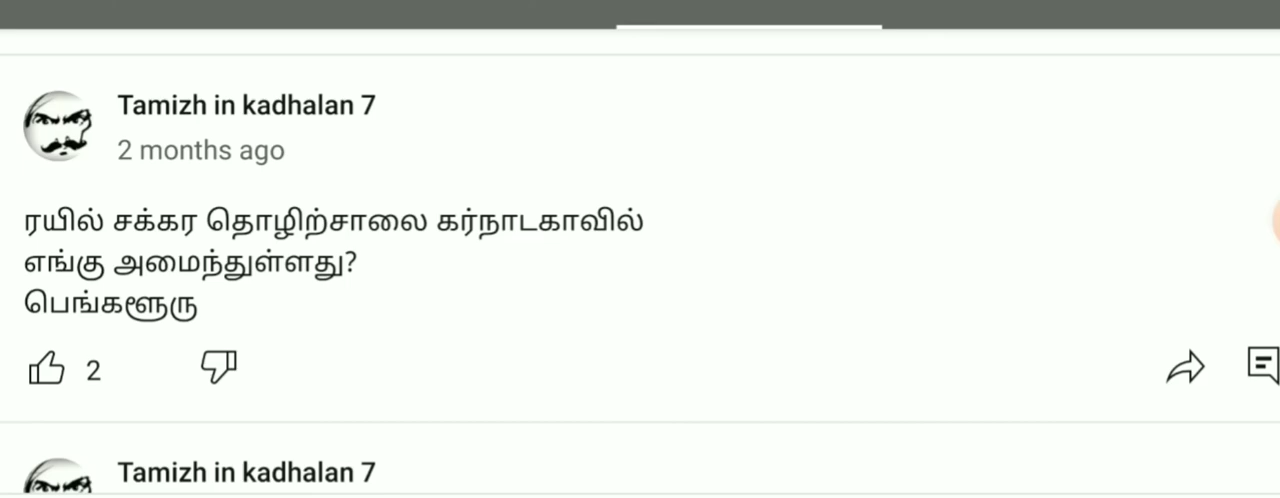 Tamizh in kadhalan 7
2 months ago
ரயில் சக்கர தொழிற்சாலை கர்நாடகாவில்
எங்கு அமைந்துள்ளது?
பெங்களூரு
2
Tamizh in kadhalan 7